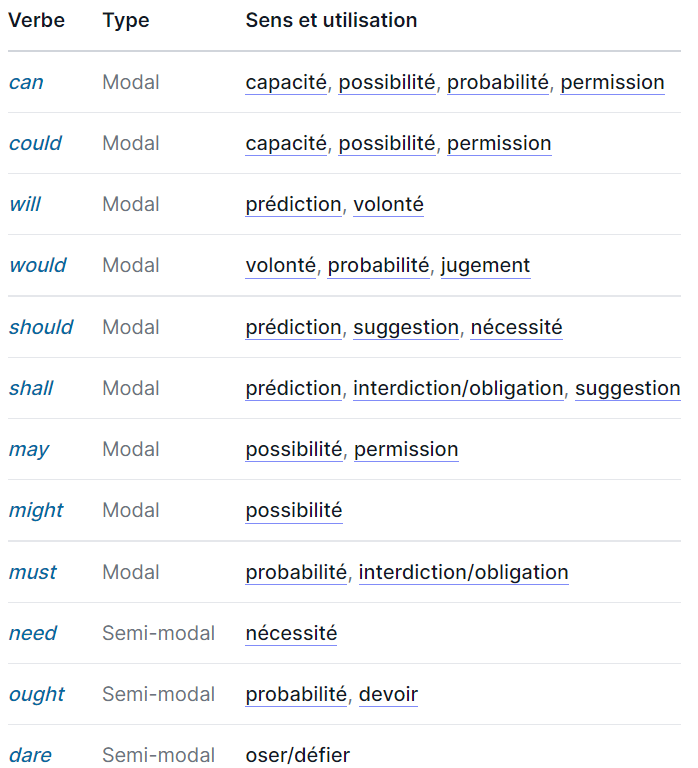 Verbe Type Sens et utilisation
can Modal capacité, possibilité, probabilité, permission
could Modal capacité, possibilité, permission
will Modal prédiction, volonté
would Modal volonté, probabilité, jugement
should Modal prédiction, suggestion, nécessité
shall Modal prédiction, interdiction/obligation, suggestion
may Modal possibilité, permission
might Modal possibilité
must Modal probabilité, interdiction/obligation
need Semi-modal nécessité
ought Semi-modal probabilité, devoir
dare Semi-modal oser/défier